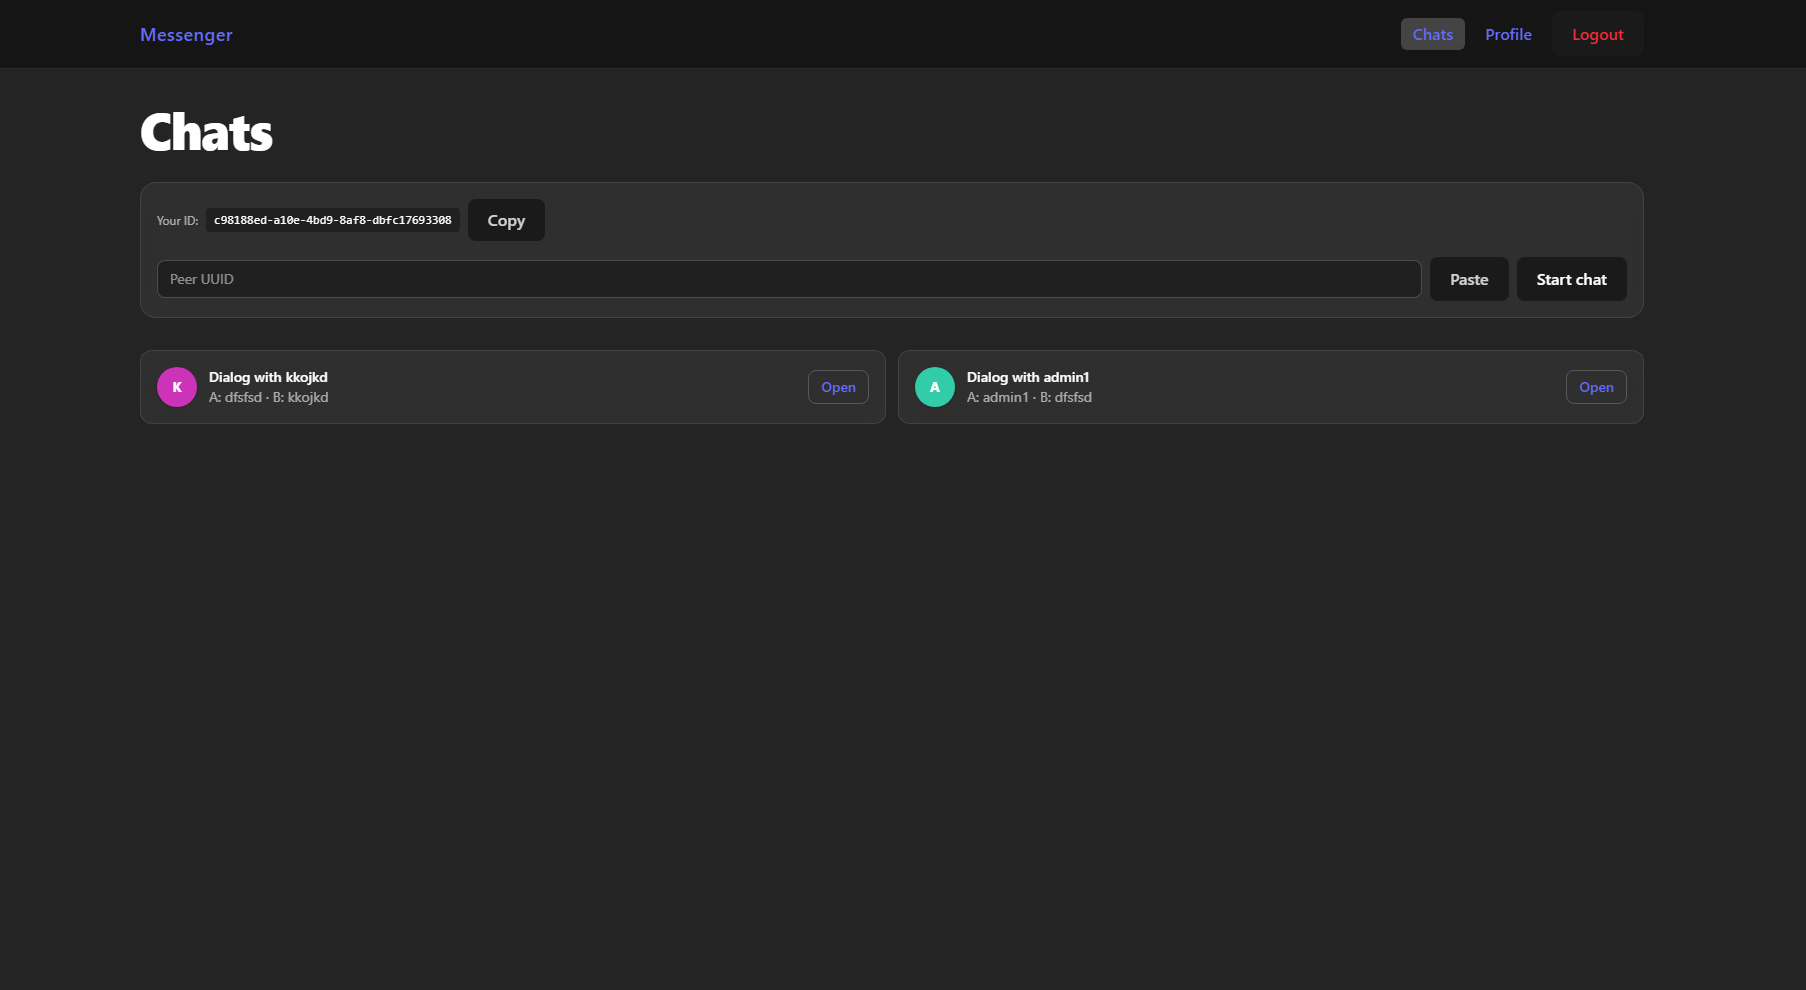 Messenger
Chats
Profile
Logout
Chats
Your ID: c98188ed-a10e-4bd9-8af8-dbfc17693308 Copy
Peer UUID
Paste
Start chat
K
Dialog with kkojkd
A: dfsfsd · B: kkojkd
Open
A
Dialog with admin1
A: admin1 · B: dfsfsd
Open